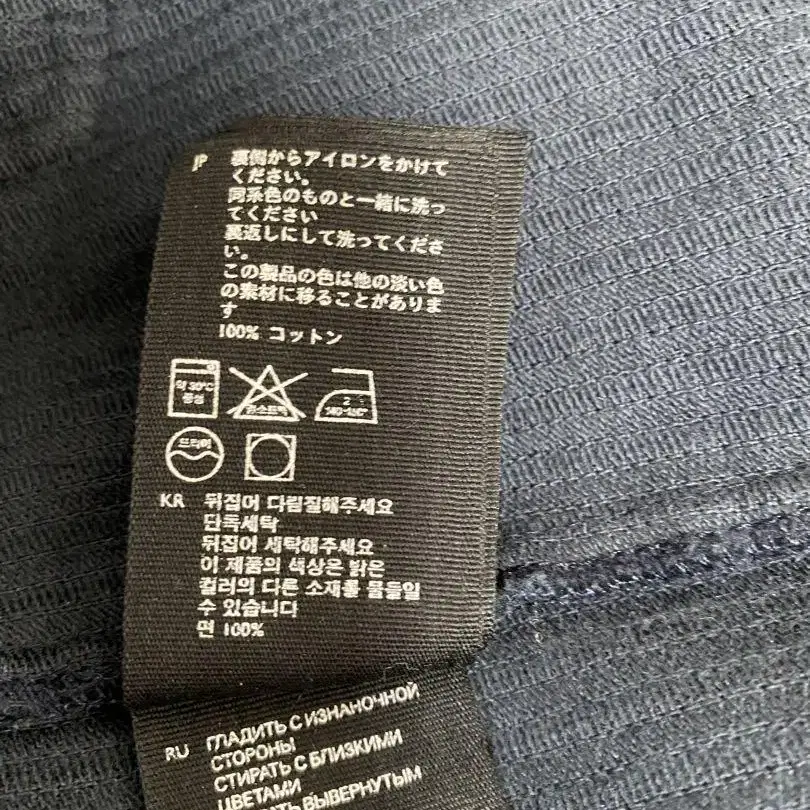 JP 裏側からアイロンをかけて
ください。
同系色のものと一緒に洗っ
てください
裏返しにして洗ってくださ
い。
この製品の色は他の淡い色
の素材に移ることがありま
す
100% コットン
약 30°C
중성
염소표백
2
140-160°
드라이
KR 뒤집어 다림질해주세요
단독세탁
뒤집어 세탁해주세요
이 제품의 색상은 밝은
컬러의 다른 소재를 물들일
수 있습니다
면 100%
RU ГЛАДИТЬ С ИЗНАНОЧНОЙ
СТОРОНЫ
СТИРАТЬ С БЛИЗКИМИ
ЦВЕТАМИ
ВЫВЕРНУТЫМ